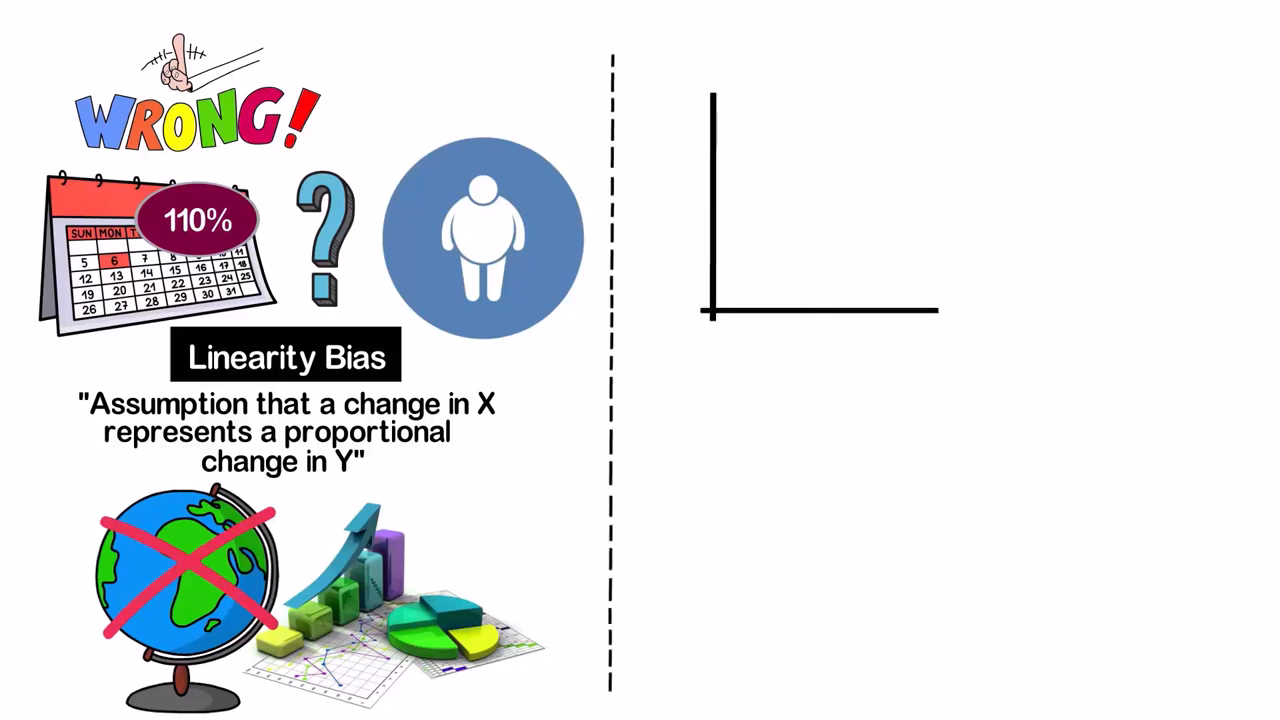 WRONG!
110%
SUN MON T
5 6 7 8 10 11
12 13 14 15 16 17 18
19 20 21 22 23 24 25
26 27 28 29 30 31
Linearity Bias
"Assumption that a change in X
represents a proportional
change in Y"